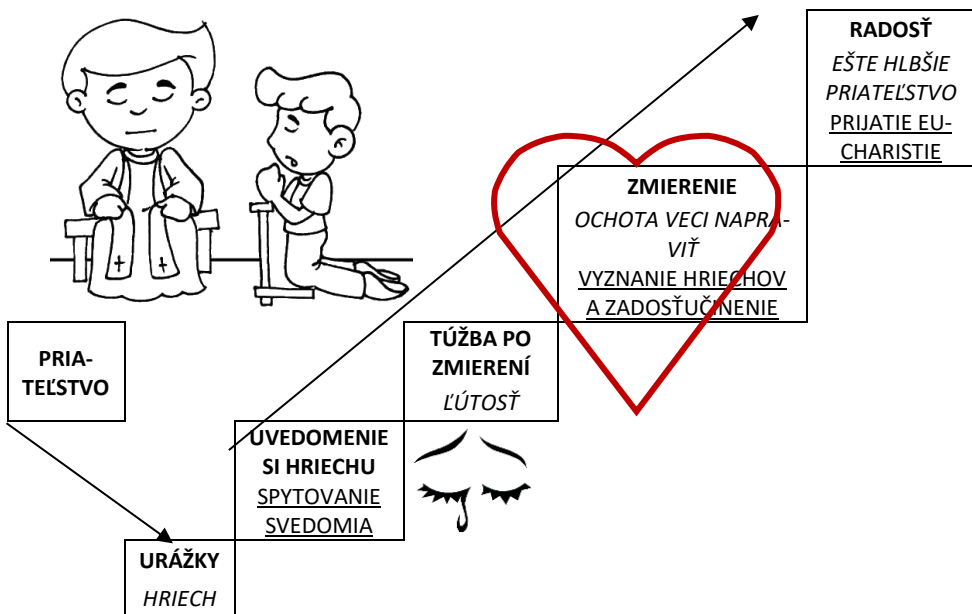 RADOSŤ
EŠTE HLBŠIE
PRIATEĽSTVO
PRIJATIE EU-
CHARISTIE
ZMIERENIE
OCHOTA VECI NAPRA-
VIŤ
VYZNANIE HRIECHOV
A ZADOSŤUČINENIE
TÚŽBA PO
ZMIERENÍ
ĽÚTOSŤ
PRIA-
TEĽSTVO
UVEDOMENIE
SI HRIECHU
SPYTOVANIE
SVEDOMIA
URÁŽKY
HRIECH